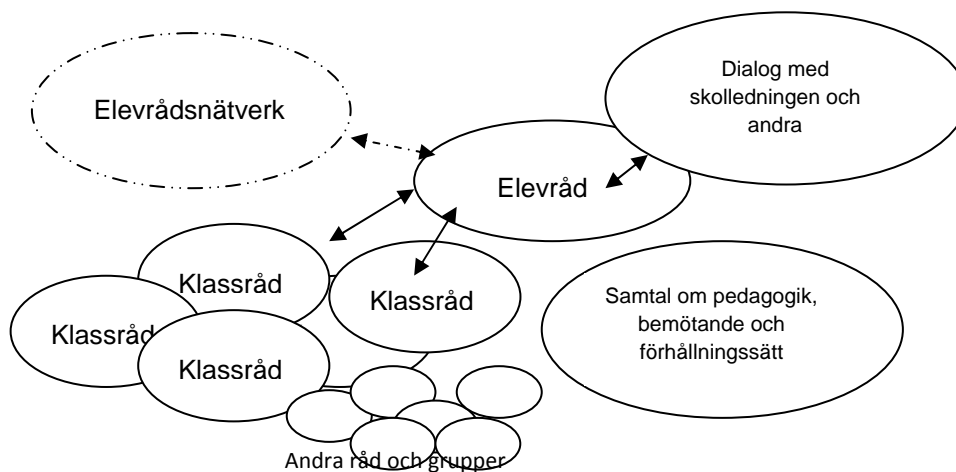 Elevrådsnätverk
Dialog med
skolledningen och
andra
Elevråd
Klassråd
Klassråd
Klassråd
Klassråd
Samtal om pedagogik,
bemötande och
förhållningssätt
Andra råd och grupper